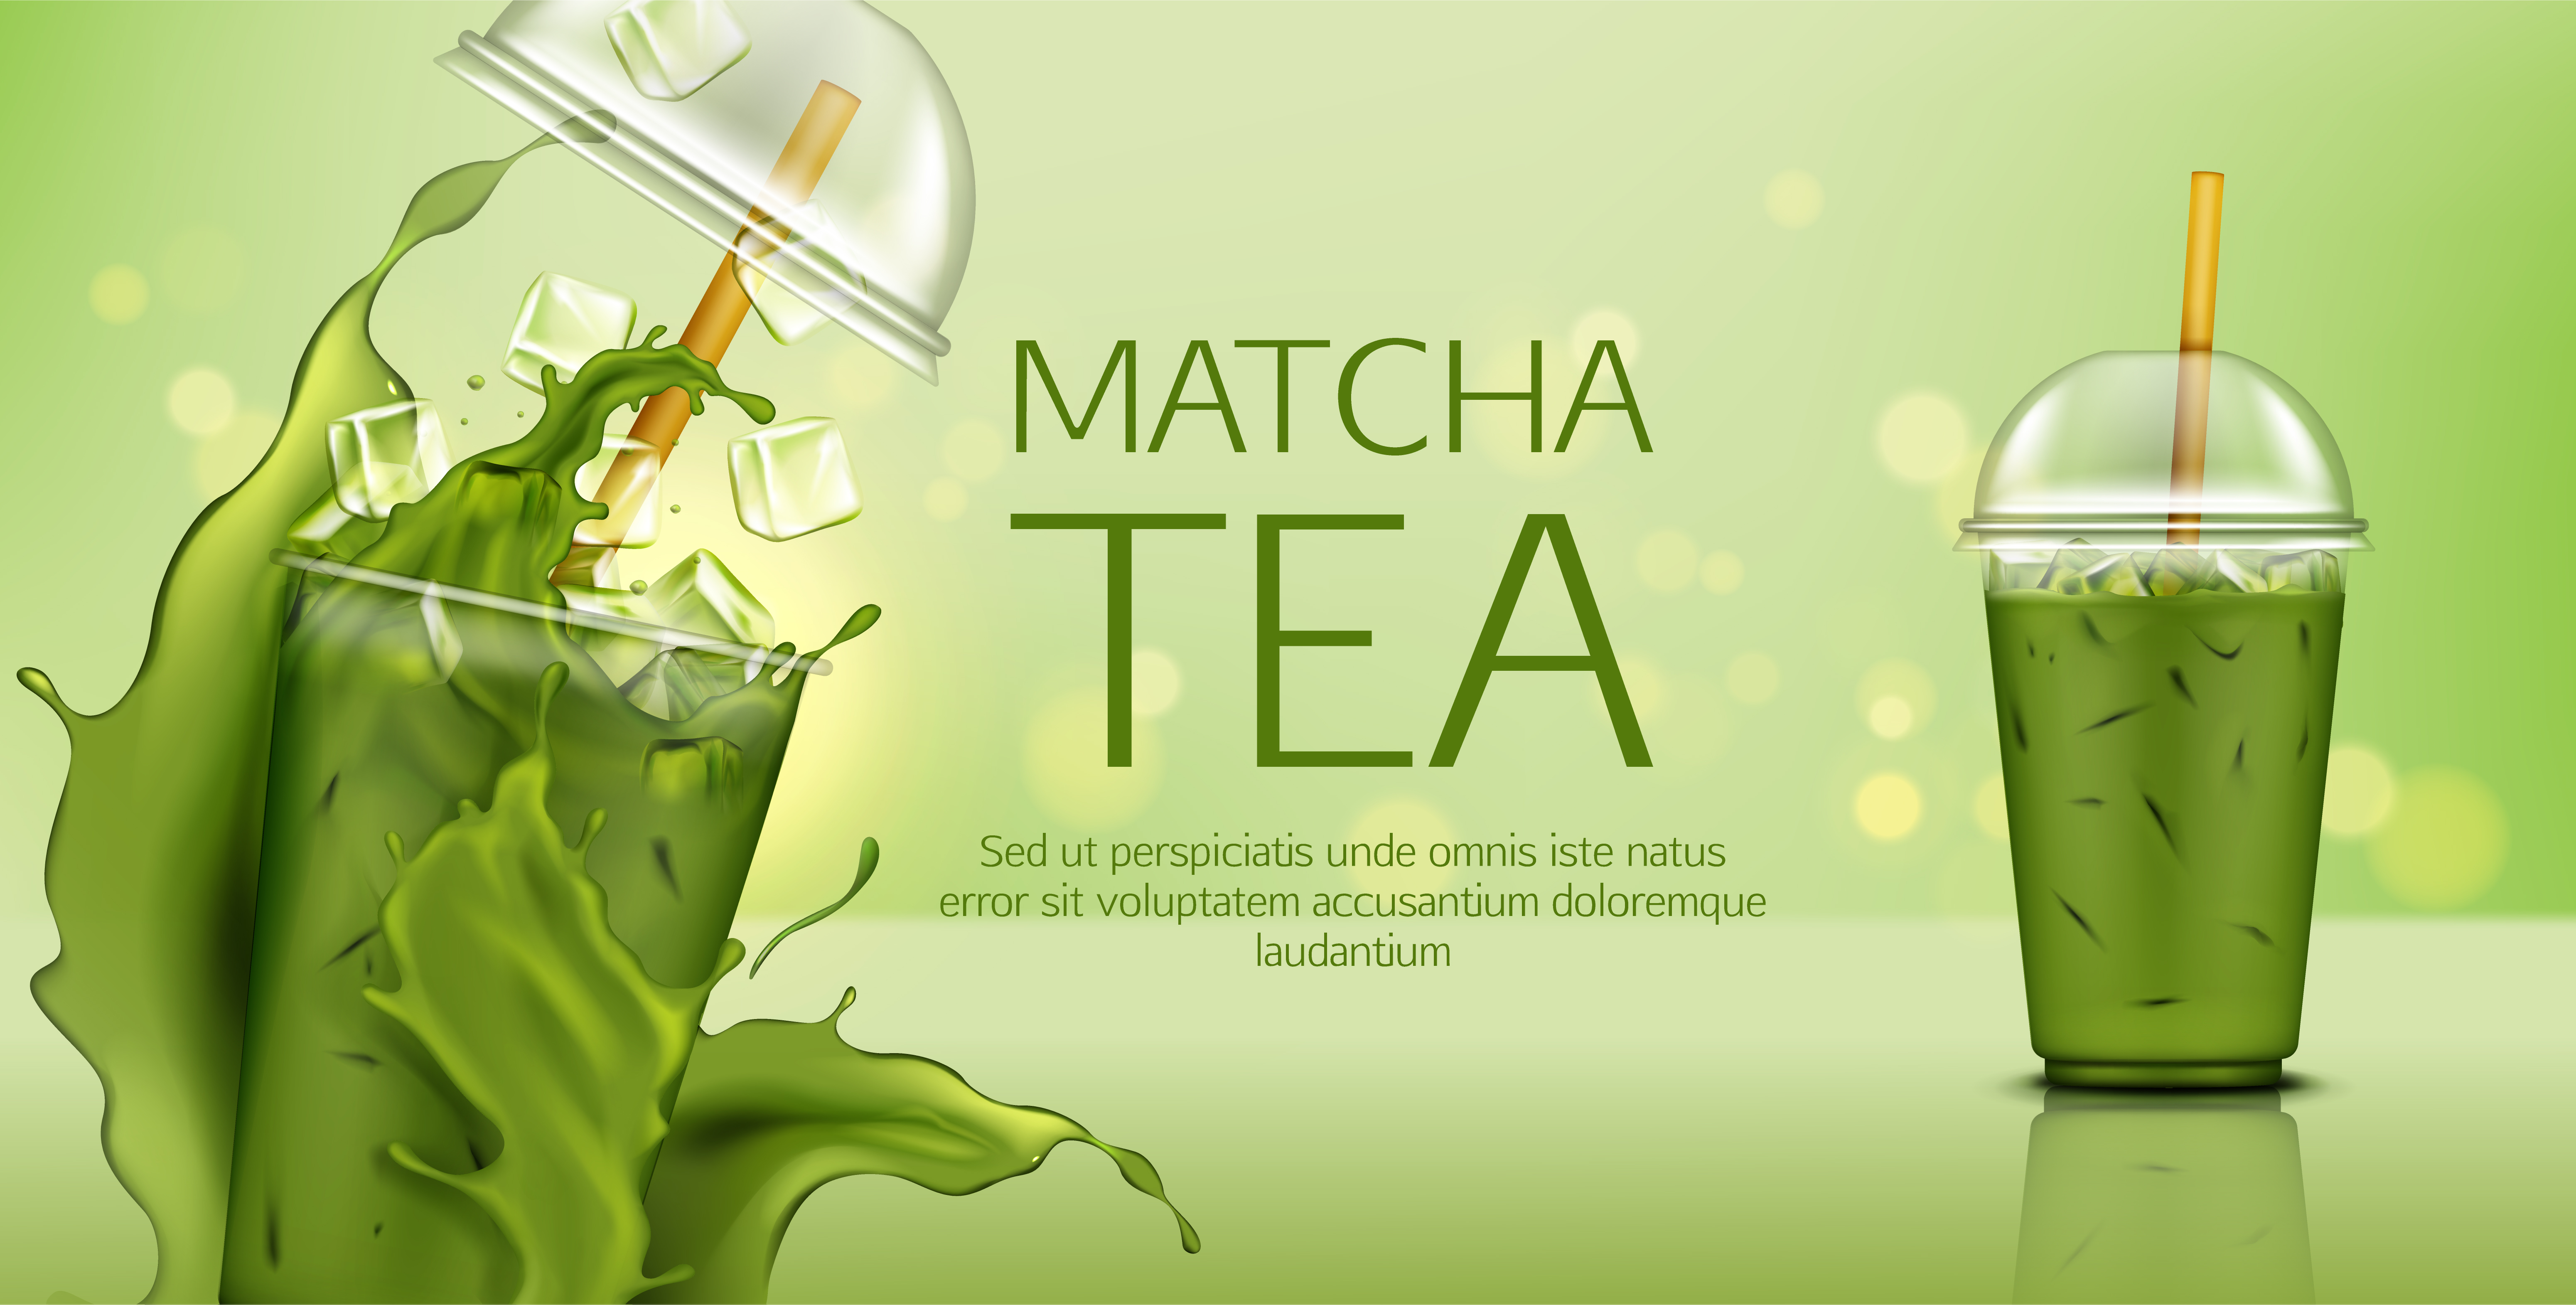 MATCHA
TEA
Sed ut perspiciatis unde omnis iste natus
error sit voluptatem accusantium doloremque
laudantium